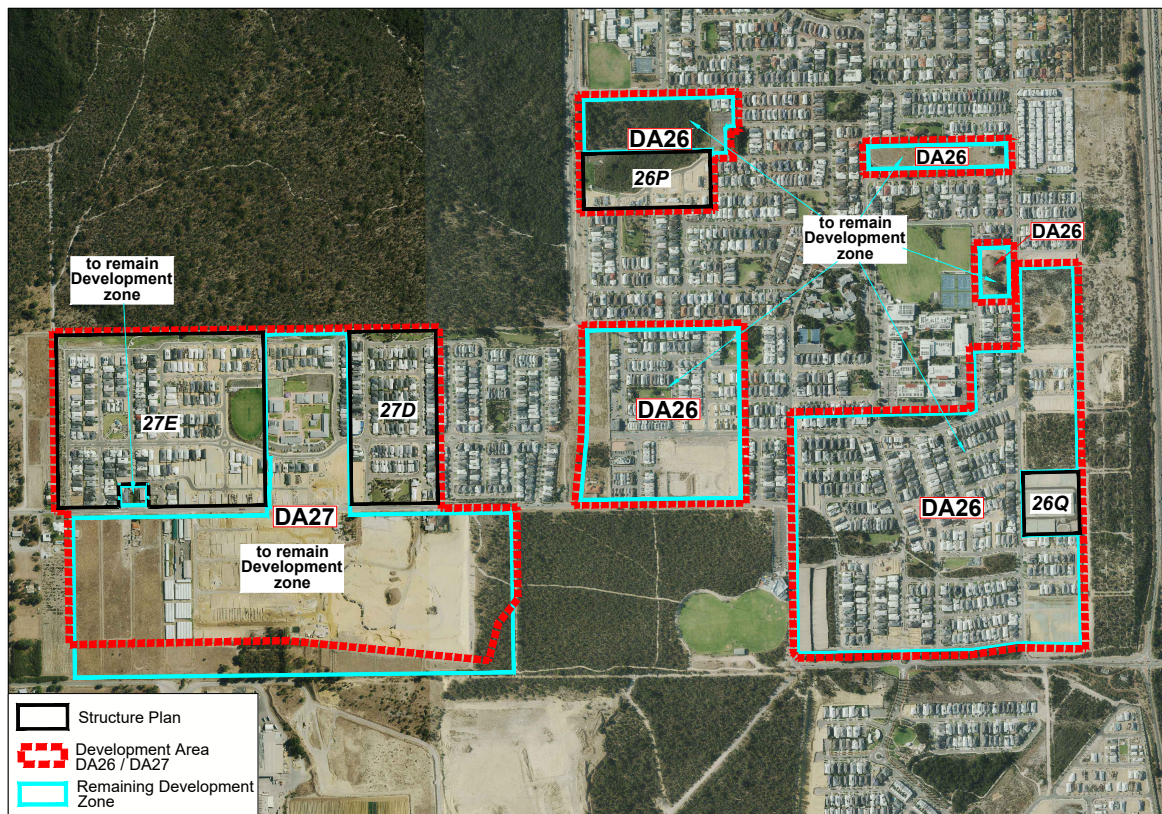 DA26
26P
DA26
to remain
Development
zone
DA26
to remain
Development
zone
27E
27D
DA26
DA26
26Q
DA27
to remain
Development
zone
Structure Plan
Development Area
DA26 / DA27
Remaining Development
Zone